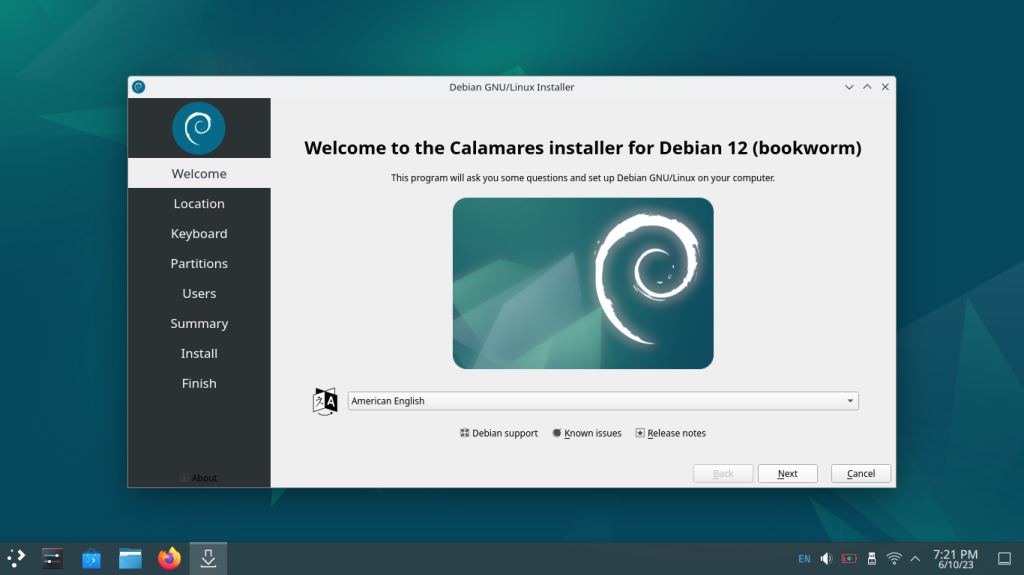 Debian GNU/Linux Installer
Welcome to the Calamares installer for Debian 12 (bookworm)
This program will ask you some questions and set up Debian GNU/Linux on your computer.
Welcome
Location
Keyboard
Partitions
Users
Summary
Install
Finish
About
American English
Debian support
Known issues
Release notes
Back
Next
Cancel
EN
7:21 PM
6/10/23